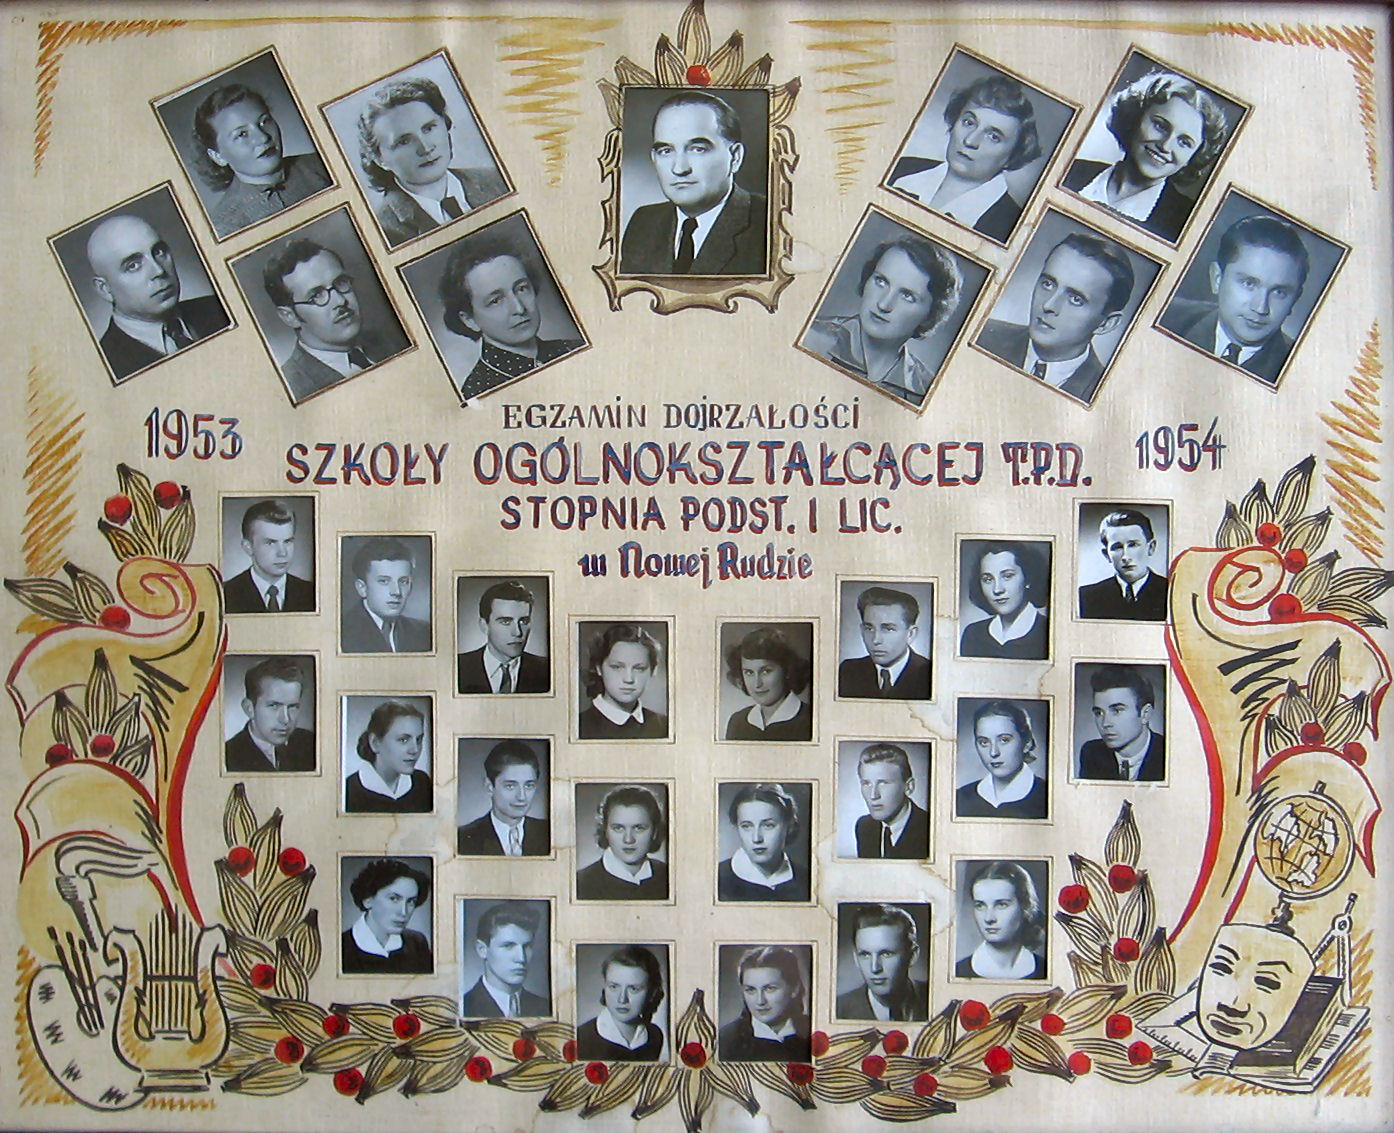 EGZAMIN DOJRZAŁOŚCI
1953 1954
SZKOŁY OGÓLNOKSZTAŁCĄCEJ T.P.D.
STOPNIA PODST. I LIC.
w Nowej Rudzie